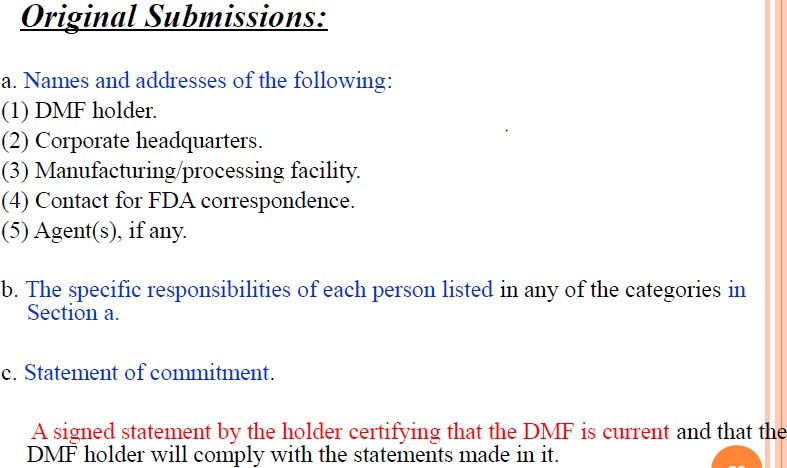 Original Submissions:
a. Names and addresses of the following:
(1) DMF holder.
(2) Corporate headquarters.
(3) Manufacturing/processing facility.
(4) Contact for FDA correspondence.
(5) Agent(s), if any.
b. The specific responsibilities of each person listed in any of the categories in
Section a.
c. Statement of commitment.
A signed statement by the holder certifying that the DMF is current and that the
DMF holder will comply with the statements made in it.